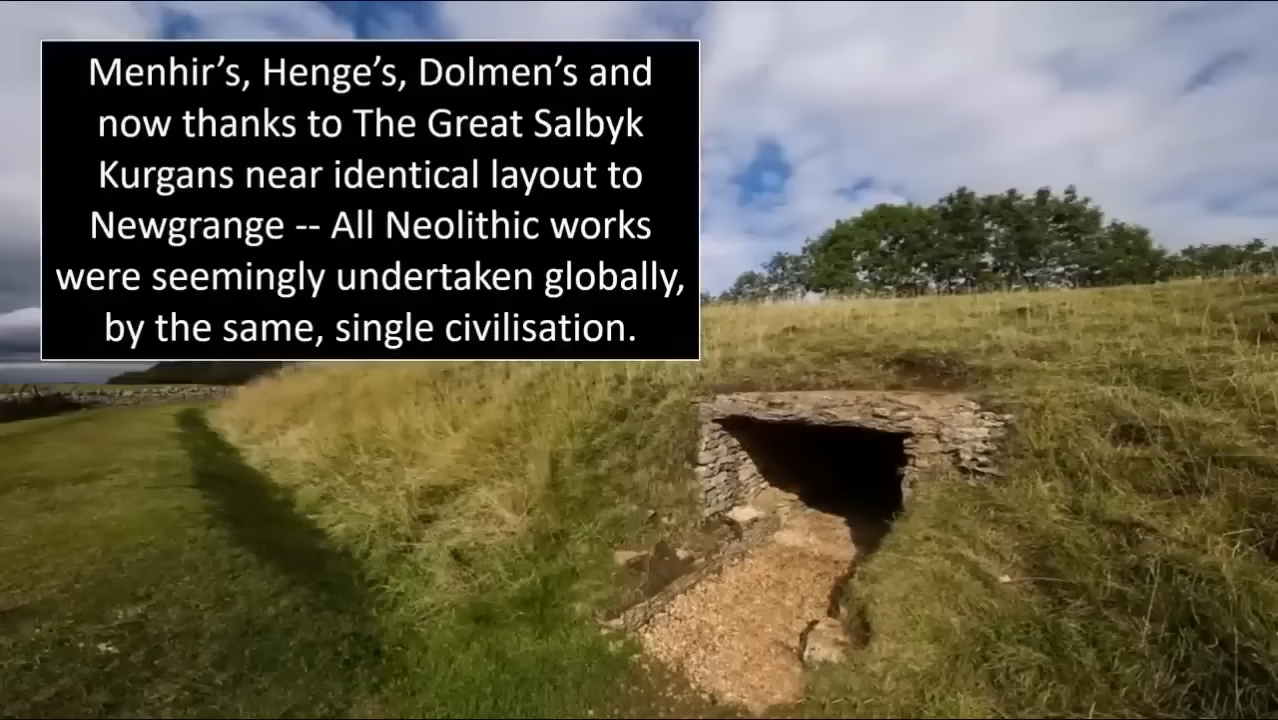 Menhir’s, Henge’s, Dolmen’s and
now thanks to The Great Salbyk
Kurgans near identical layout to
Newgrange -- All Neolithic works
were seemingly undertaken globally,
by the same, single civilisation.